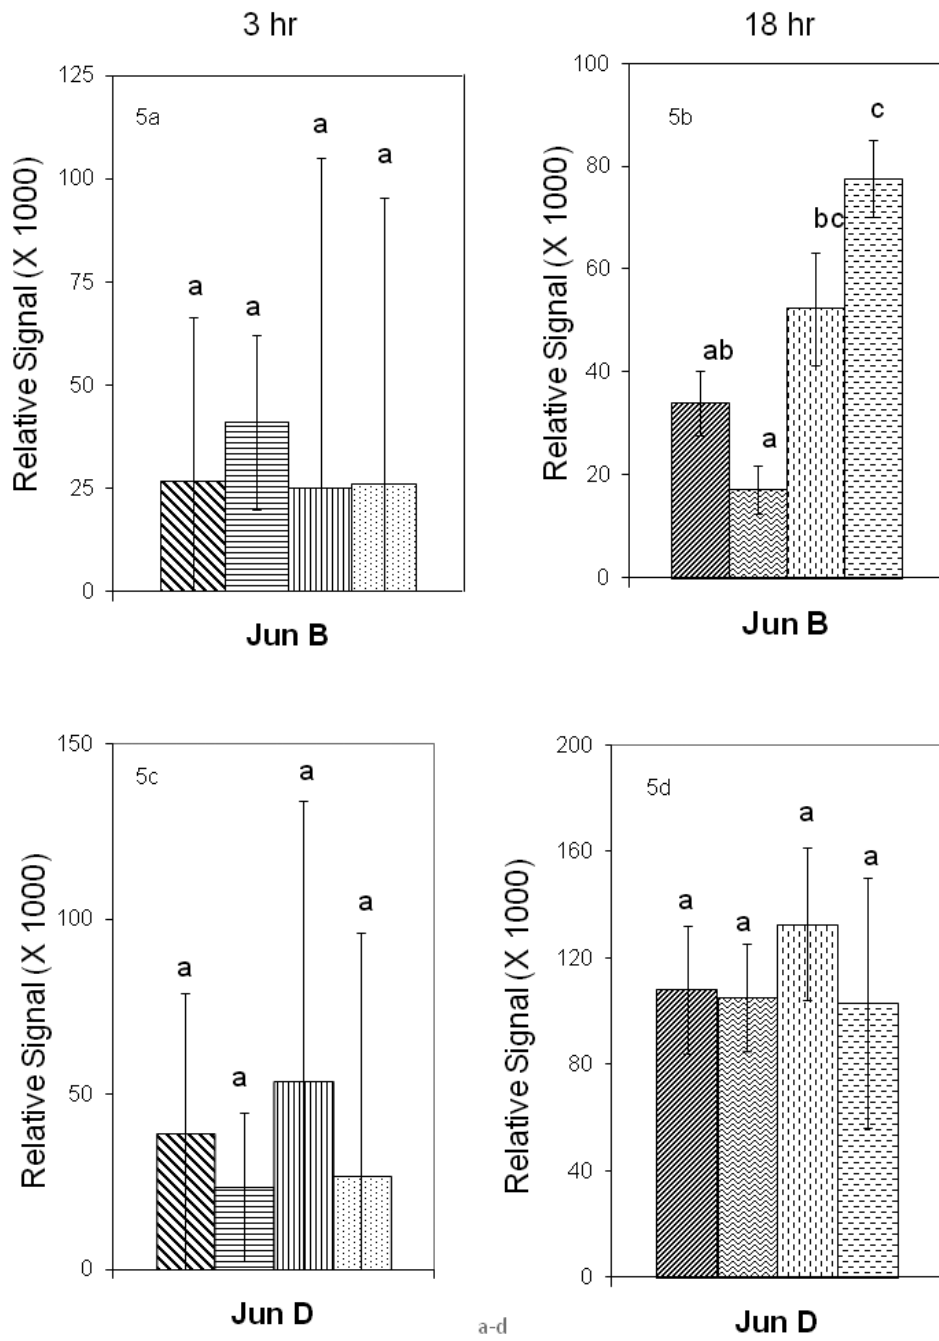 3 hr
18 hr
Relative Signal (X 1000)
125
100
75
50
25
0
5a
a
a
a
a
Jun B
Relative Signal (X 1000)
100
80
60
40
20
0
5b
ab
a
bc
c
Jun B
Relative Signal (X 1000)
150
100
50
0
5c
a
a
a
a
Jun D
Relative Signal (X 1000)
200
160
120
80
40
0
5d
a
a
a
a
Jun D
a-d